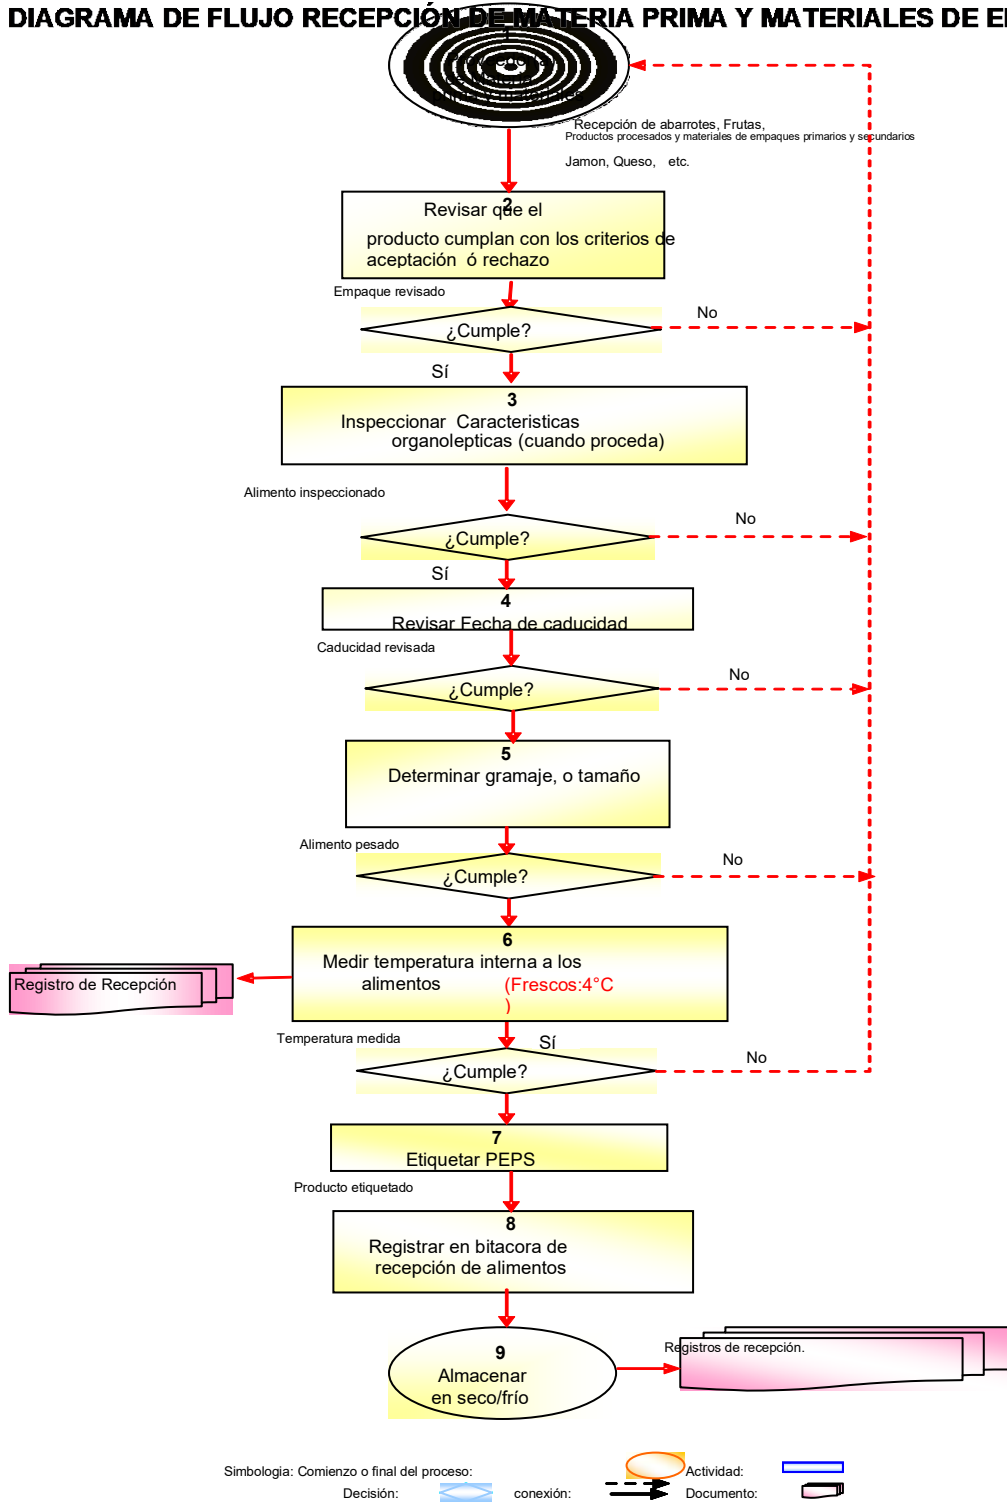 DIAGRAMA DE FLUJO RECEPCIÓN DE MATERIA PRIMA Y MATERIALES DE
1
Recepción de abarrotes, Frutas,
Productos procesados y materiales de empaques primarios y secundarios
Jamon, Queso, etc.
2
Revisar que el
producto cumplan con los criterios de
aceptación ó rechazo
Empaque revisado
¿Cumple?
No
Sí
3
Inspeccionar Caracteristicas
organolepticas (cuando proceda)
Alimento inspeccionado
¿Cumple?
No
Sí
4
Revisar Fecha de caducidad
Caducidad revisada
¿Cumple?
No
5
Determinar gramaje, o tamaño
Alimento pesado
¿Cumple?
No
6
Medir temperatura interna a los
alimentos (Frescos:4°C
)
Registro de Recepción
Temperatura medida
Sí
¿Cumple?
No
7
Etiquetar PEPS
Producto etiquetado
8
Registrar en bitacora de
recepción de alimentos
9
Almacenar
en seco/frío
Registros de recepción.
Simbologia: Comienzo o final del proceso: Actividad:
Decisión: conexión: Documento: